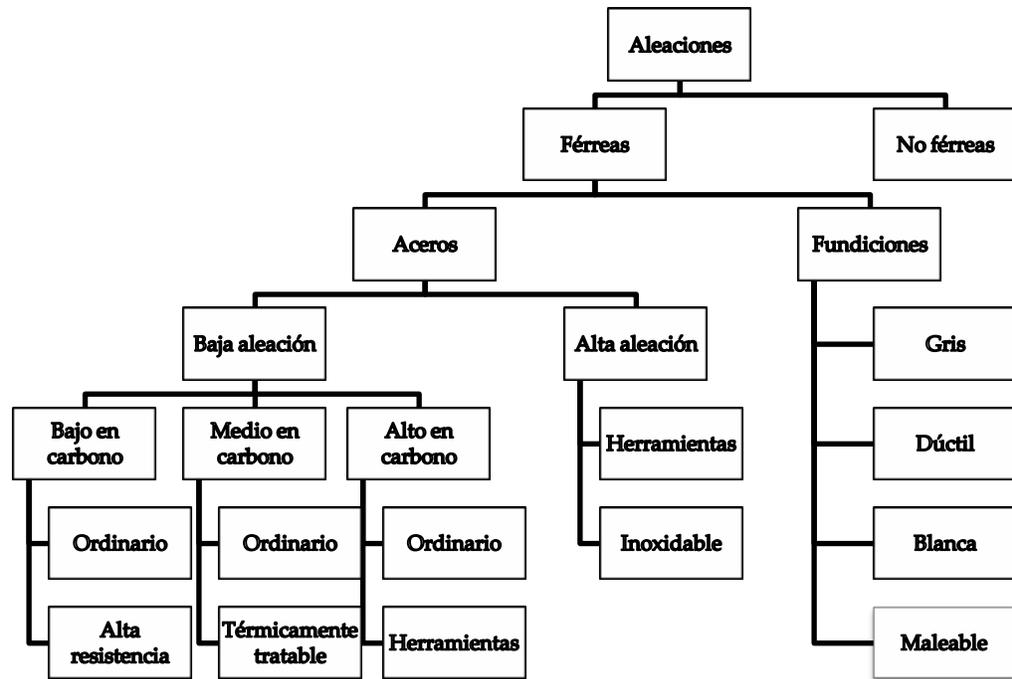 Aleaciones
Férreas
No férreas
Aceros
Fundiciones
Baja aleación
Alta aleación
Gris
Bajo en
carbono
Medio en
carbono
Alto en
carbono
Herramientas
Dúctil
Ordinario
Ordinario
Ordinario
Inoxidable
Blanca
Alta
resistencia
Térmicamente
tratable
Herramientas
Maleable